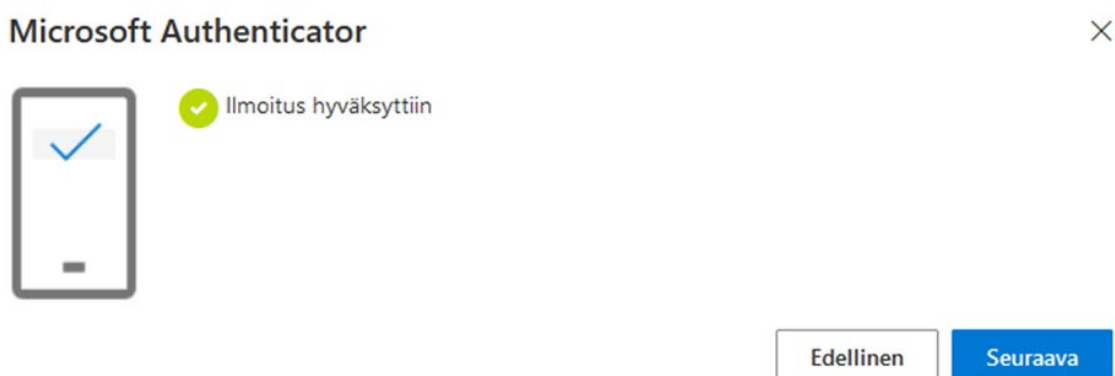 Microsoft Authenticator
Ilmoitus hyväksyttiin
Edellinen
Seuraava